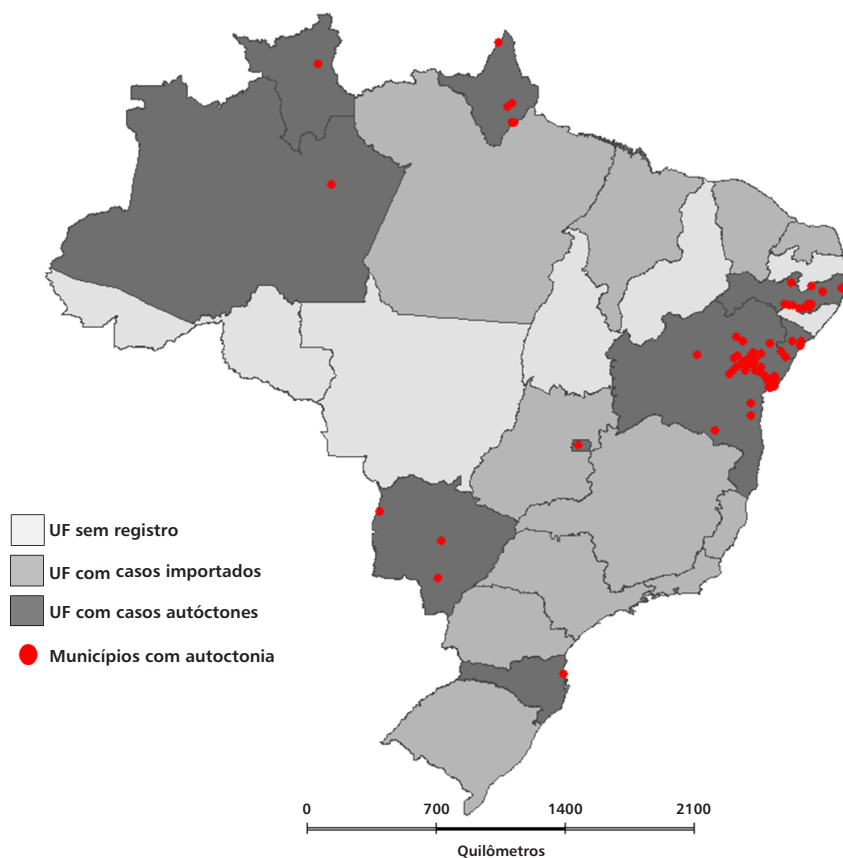 UF sem registro
UF com casos importados
UF com casos autóctones
Municípios com autoctonia
0 700 1400 2100
Quilômetros